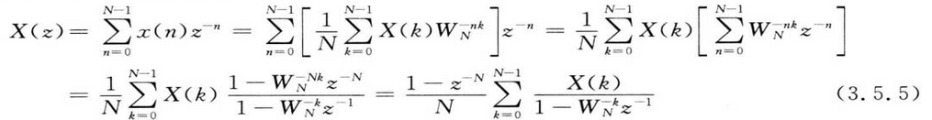 $X(z) = \sum_{n=0}^{N-1} x(n) z^{-n} = \sum_{n=0}^{N-1} \left[ \frac{1}{N} \sum_{k=0}^{N-1} X(k) W_N^{-nk} \right] z^{-n} = \frac{1}{N} \sum_{k=0}^{N-1} X(k) \left[ \sum_{n=0}^{N-1} W_N^{-nk} z^{-n} \right]$
$= \frac{1}{N} \sum_{k=0}^{N-1} X(k) \frac{1 - W_N^{-Nk} z^{-N}}{1 - W_N^{-k} z^{-1}} = \frac{1 - z^{-N}}{N} \sum_{k=0}^{N-1} \frac{X(k)}{1 - W_N^{-k} z^{-1}}$ (3.5.5)